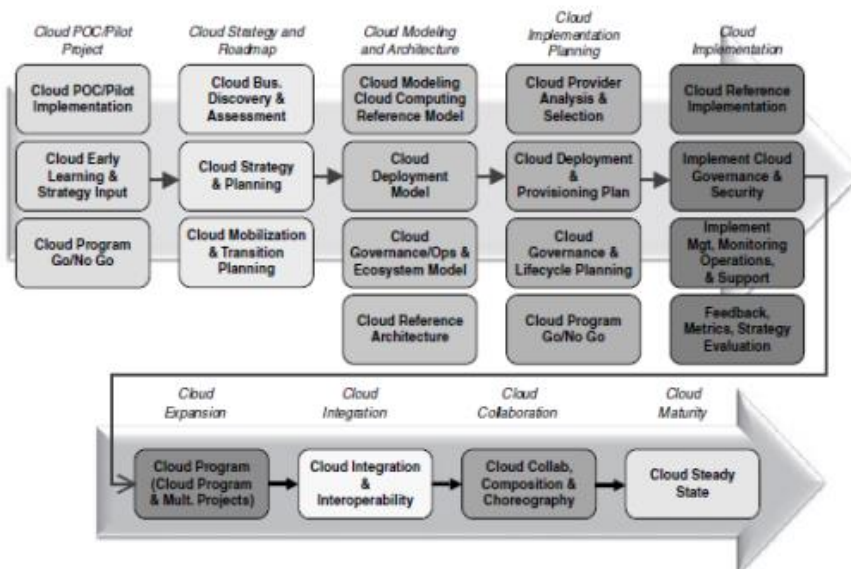 Cloud POC/Pilot
Project
Cloud Strategy and
Roadmap
Cloud Modeling
and Architecture
Cloud
Implementation
Planning
Cloud
Implementation
Cloud POC/Pilot
Implementation
Cloud Bus.
Discovery &
Assessment
Cloud Modeling
Cloud Computing
Reference Model
Cloud Provider
Analysis &
Selection
Cloud Reference
Implementation
Cloud Early
Learning &
Strategy Input
Cloud Strategy
& Planning
Cloud
Deployment
Model
Cloud Deployment
&
Provisioning Plan
Implement Cloud
Governance &
Security
Cloud Program
Go/No Go
Cloud Mobilization
& Transition
Planning
Cloud
Governance/Ops &
Ecosystem Model
Cloud
Governance &
Lifecycle Planning
Implement
Mgt, Monitoring
Operations,
& Support
Cloud Reference
Architecture
Cloud Program
Go/No Go
Feedback,
Metrics, Strategy
Evaluation
Cloud
Expansion
Cloud
Integration
Cloud
Collaboration
Cloud
Maturity
Cloud Program
(Cloud Program
& Mult. Projects)
Cloud Integration
&
Interoperability
Cloud Collab,
Composition &
Choreography
Cloud Steady
State